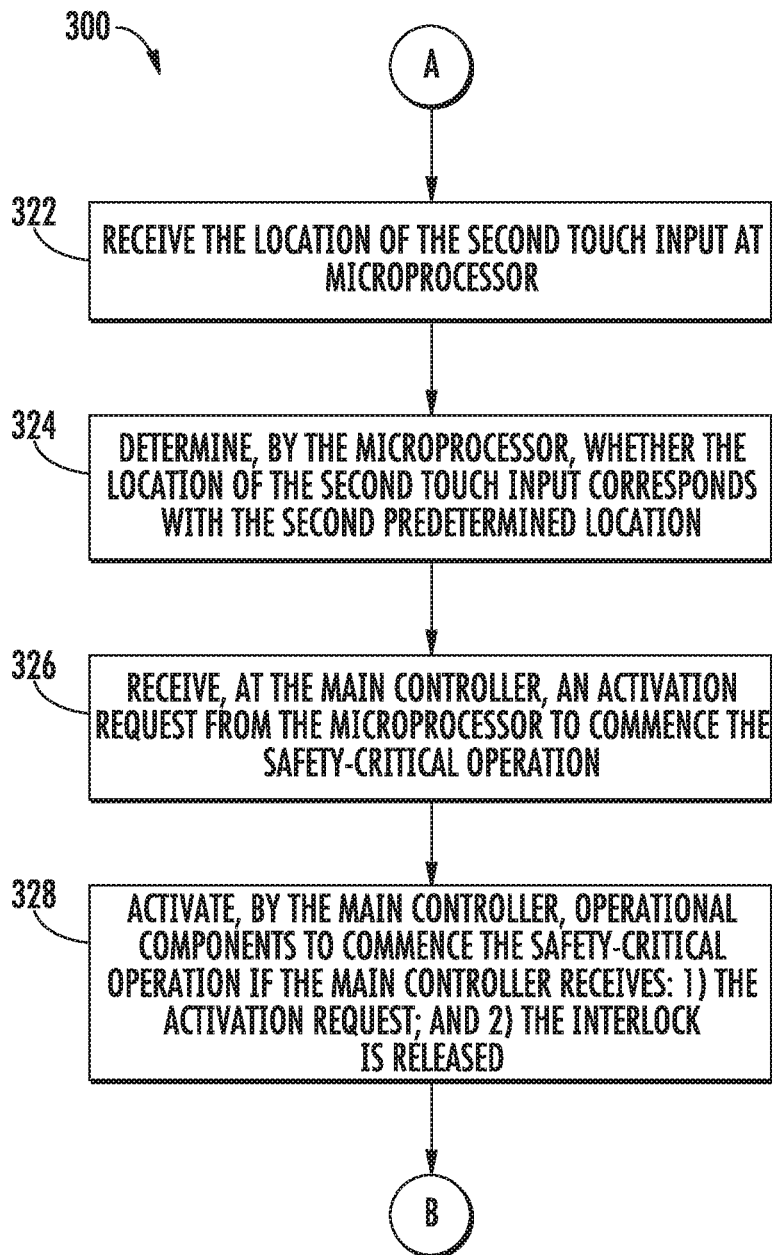 300
A
322
RECEIVE THE LOCATION OF THE SECOND TOUCH INPUT AT
MICROPROCESSOR
324
DETERMINE, BY THE MICROPROCESSOR, WHETHER THE
LOCATION OF THE SECOND TOUCH INPUT CORRESPONDS
WITH THE SECOND PREDETERMINED LOCATION
326
RECEIVE, AT THE MAIN CONTROLLER, AN ACTIVATION
REQUEST FROM THE MICROPROCESSOR TO COMMENCE THE
SAFETY-CRITICAL OPERATION
328
ACTIVATE, BY THE MAIN CONTROLLER, OPERATIONAL
COMPONENTS TO COMMENCE THE SAFETY-CRITICAL
OPERATION IF THE MAIN CONTROLLER RECEIVES: 1) THE
ACTIVATION REQUEST; AND 2) THE INTERLOCK
IS RELEASED
B